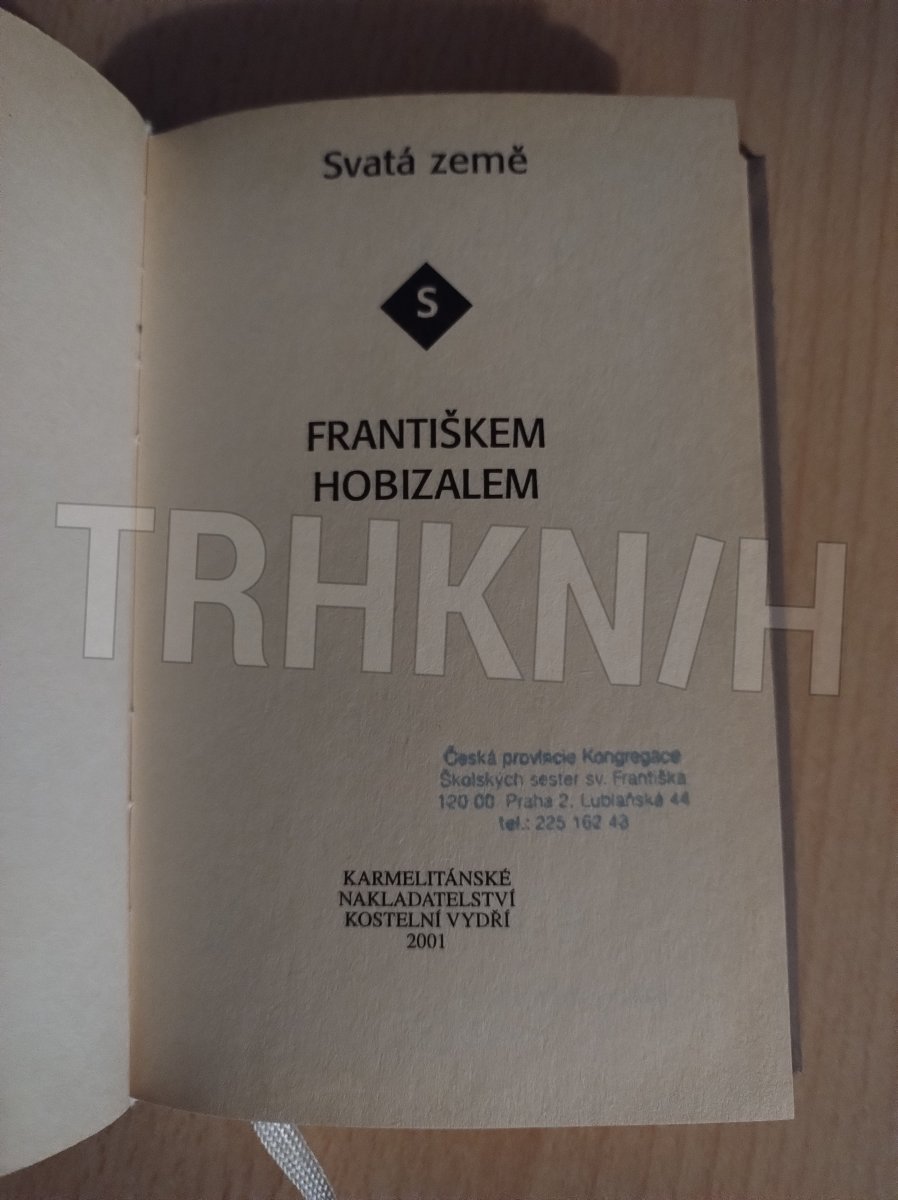 Svatá země
S
FRANTIŠKEM
HOBIZALEM
TRHKNIH
Česká provincie Kongregace
Školských sester sv. Františka
120 00 Praha 2, Lublaňská 44
tel.: 225 162 43
KARMELITÁNSKÉ
NAKLADATELSTVÍ
KOSTELNÍ VYDŘÍ
2001